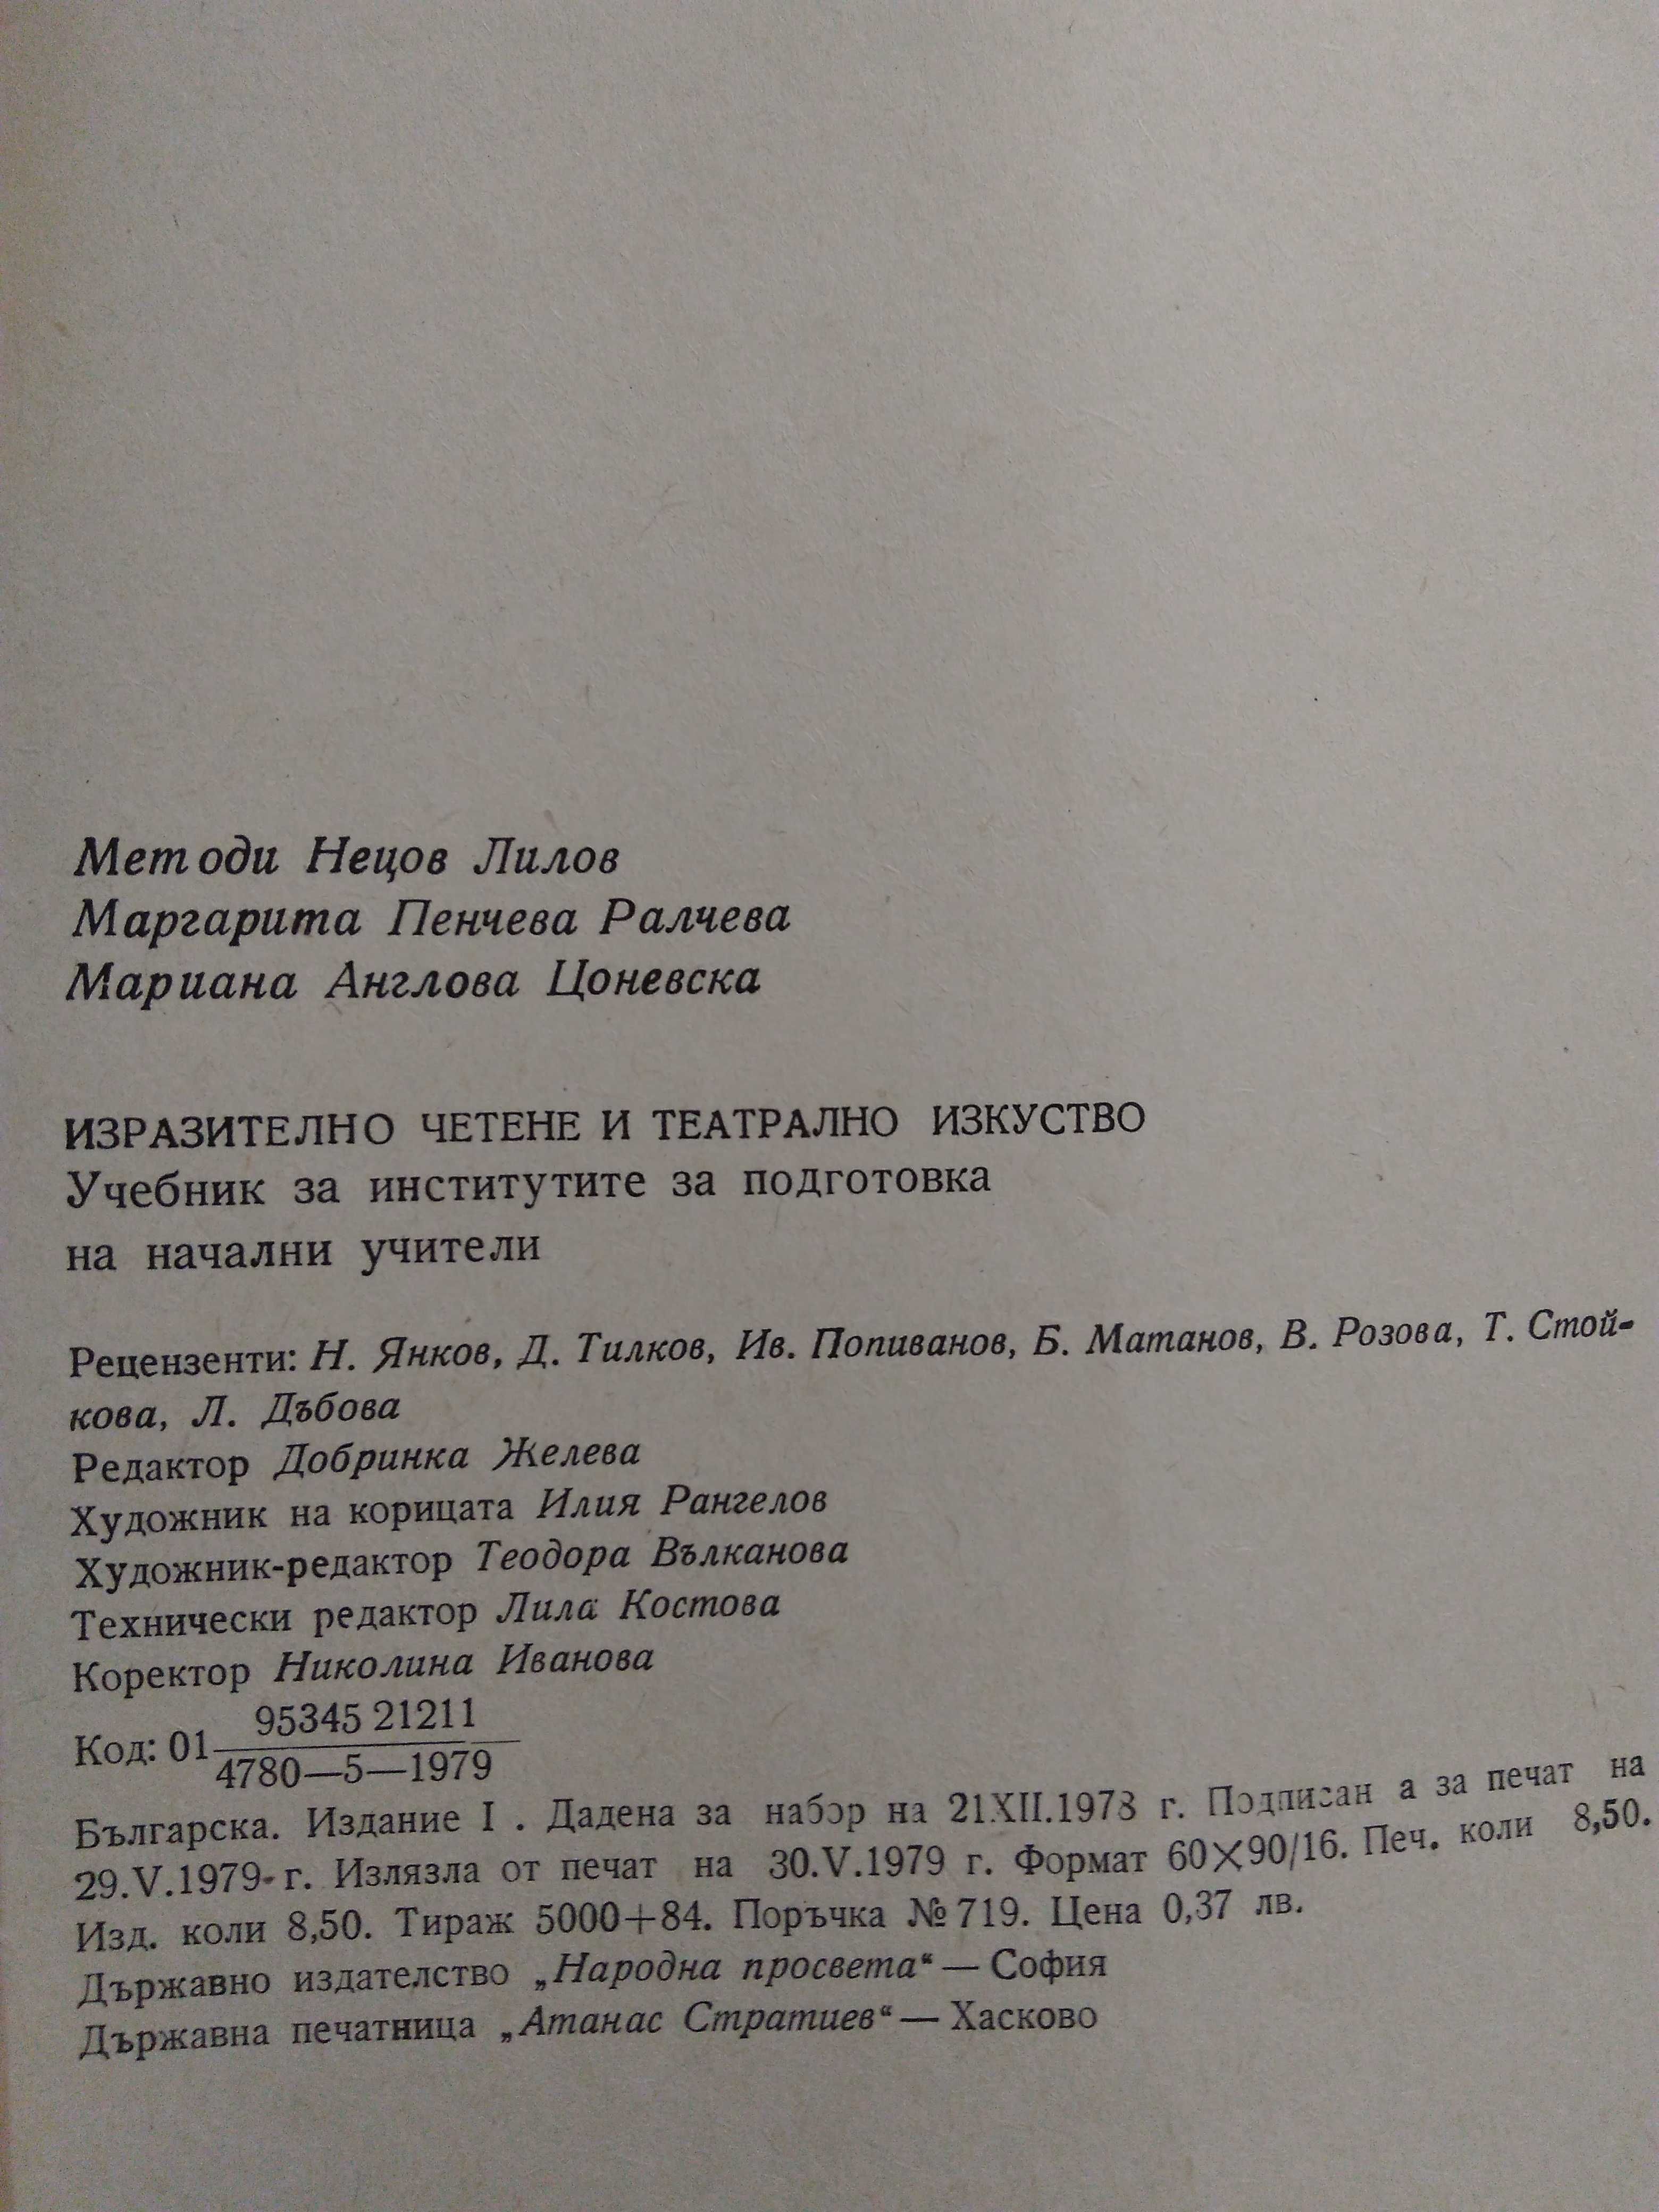 Методи Нецов Лилов
Маргарита Пенчева Ралчева
Мариана Англова Цоневска
ИЗРАЗИТЕЛНО ЧЕТЕНЕ И ТЕАТРАЛНО ИЗКУСТВО
Учебник за институтите за подготовка
на начални учители
Рецензенти: Н. Янков, Д. Тилков, Ив. Попиванов, Б. Матанов, В. Розова, Т. Стой-
кова, Л. Дъбова
Редактор Добринка Желева
Художник на корицата Илия Рангелов
Художник-редактор Теодора Вълканова
Технически редактор Лила Костова
Коректор Николина Иванова
95345 21211
Код: 01
4780—5—1979
Българска. Издание I . Дадена за набор на 21XII.1978 г. Подписан а за печат на
29.V.1979 г. Излязла от печат на 30.V.1979 г. Формат 60×90/16. Печ. коли 8,50.
Изд. коли 8,50. Тираж 5000+84. Поръчка № 719. Цена 0,37 лв.
Държавно издателство „Народна просвета“ — София
Държавна печатница „Атанас Стратиев“ — Хасково